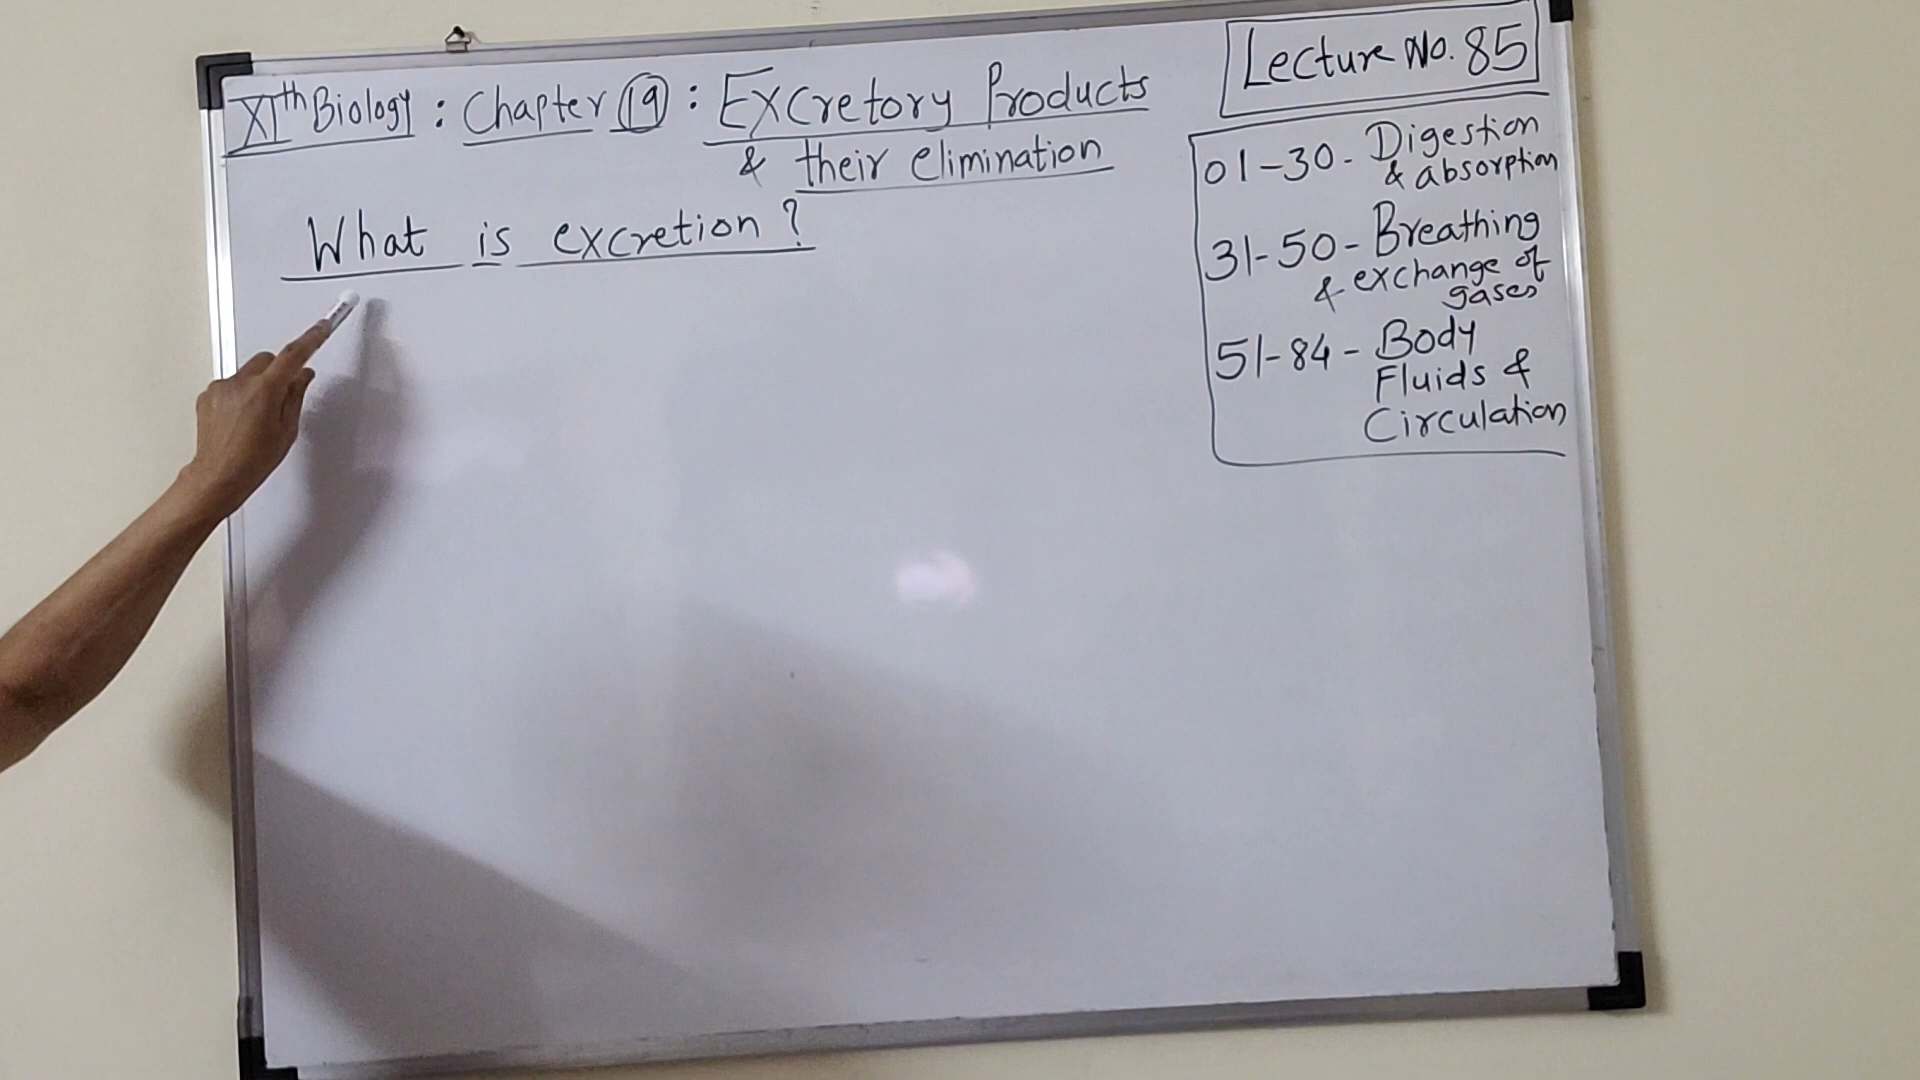 XIth Biology : Chapter 19 : Excretory Products
& their elimination
What is excretion ?
Lecture No. 85
01-30- Digestion
& absorption
31-50- Breathing
& exchange of
gases
51-84 - Body
Fluids &
Circulation